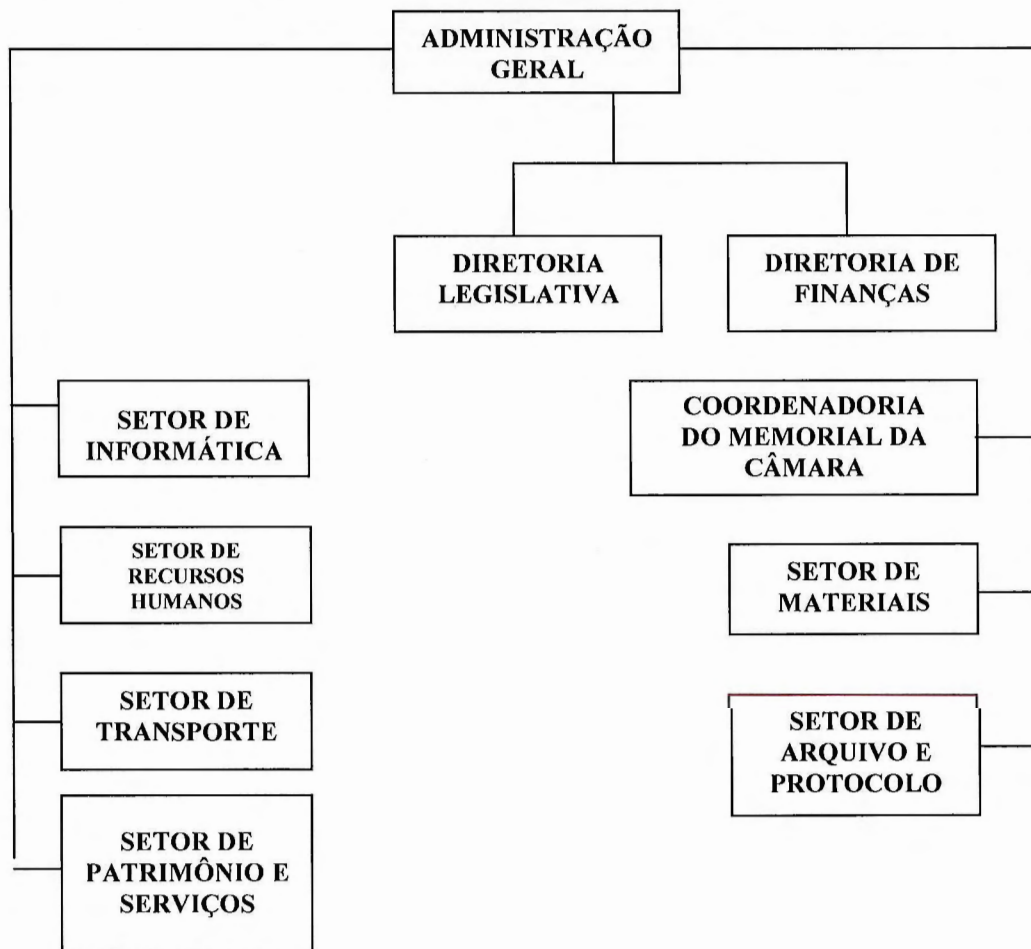 ADMINISTRAÇÃO
GERAL
DIRETORIA
LEGISLATIVA
DIRETORIA DE
FINANÇAS
SETOR DE
INFORMÁTICA
COORDENADORIA
DO MEMORIAL DA
CÂMARA
SETOR DE
RECURSOS
HUMANOS
SETOR DE
MATERIAIS
SETOR DE
TRANSPORTE
SETOR DE
ARQUIVO E
PROTOCOLO
SETOR DE
PATRIMÔNIO E
SERVIÇOS